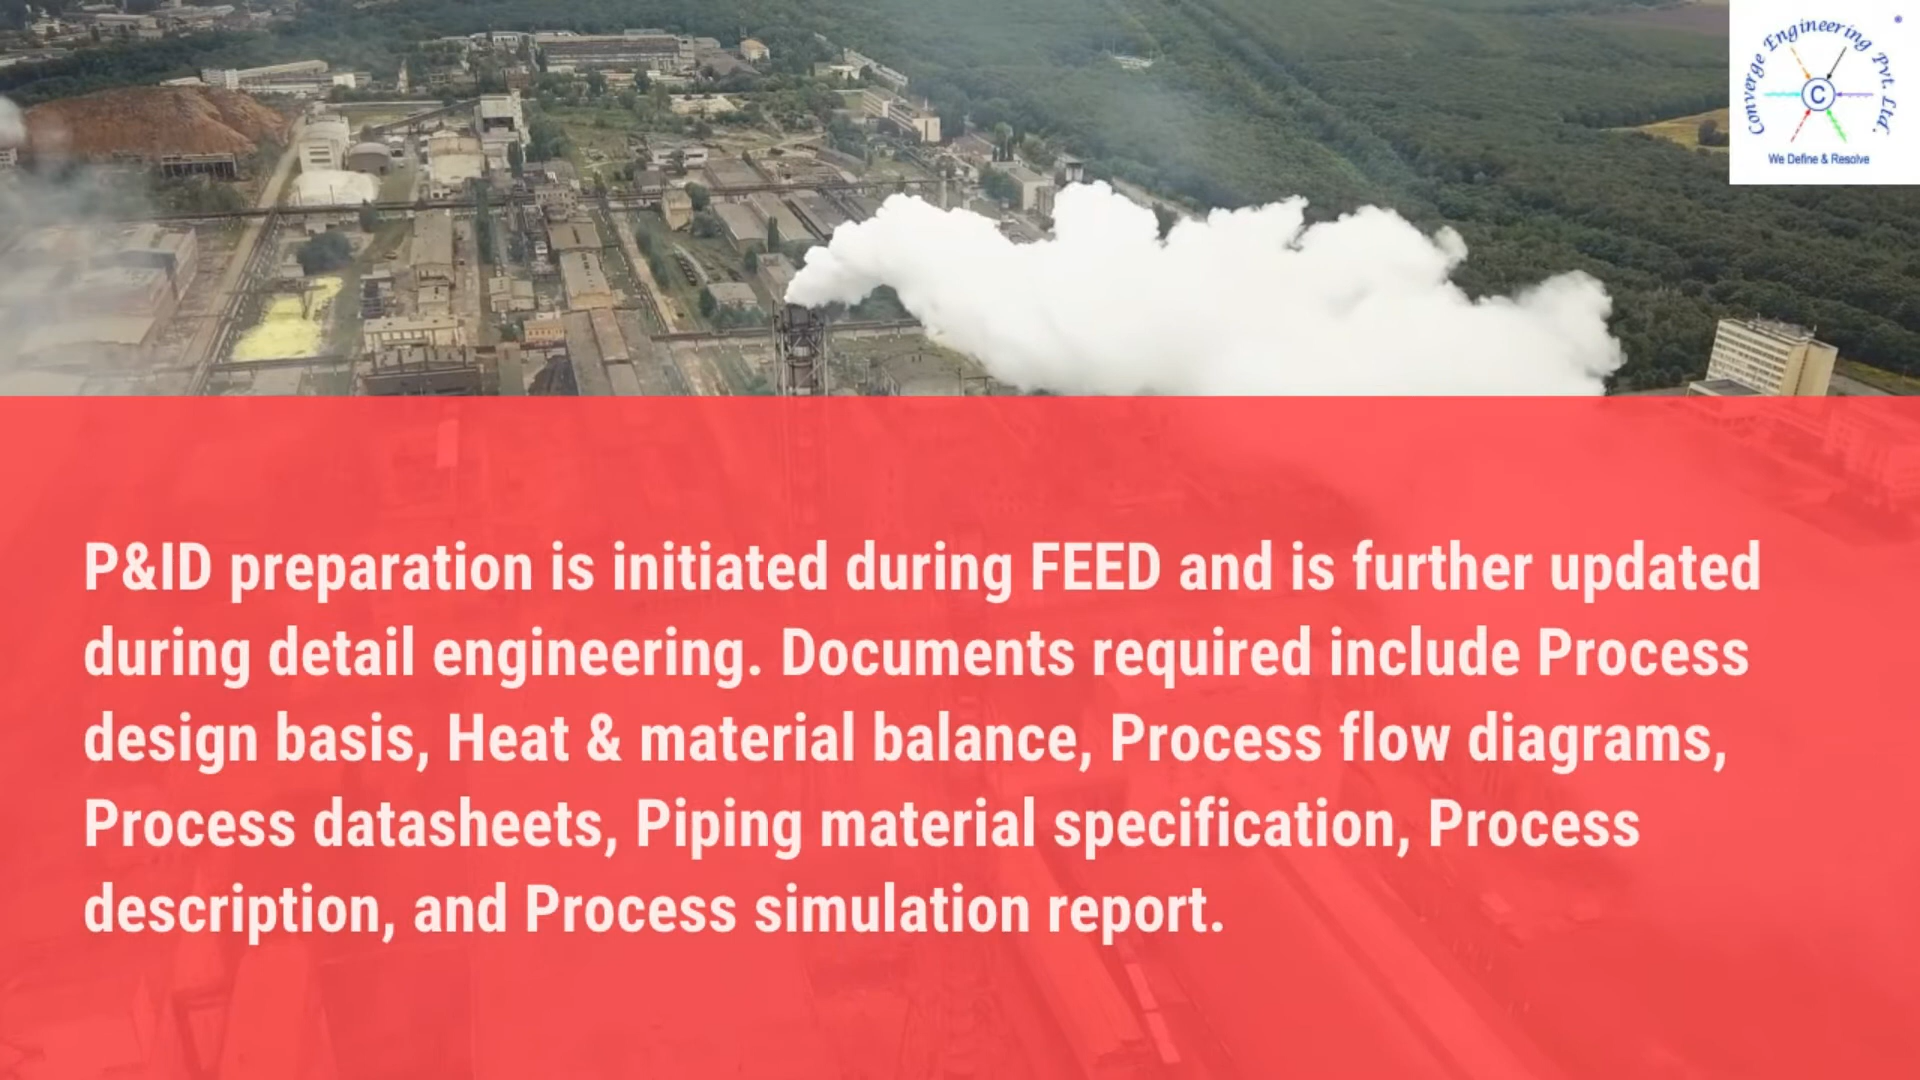 Converge Engineering Pvt. Ltd.
C
We Define & Resolve
P&ID preparation is initiated during FEED and is further updated
during detail engineering. Documents required include Process
design basis, Heat & material balance, Process flow diagrams,
Process datasheets, Piping material specification, Process
description, and Process simulation report.